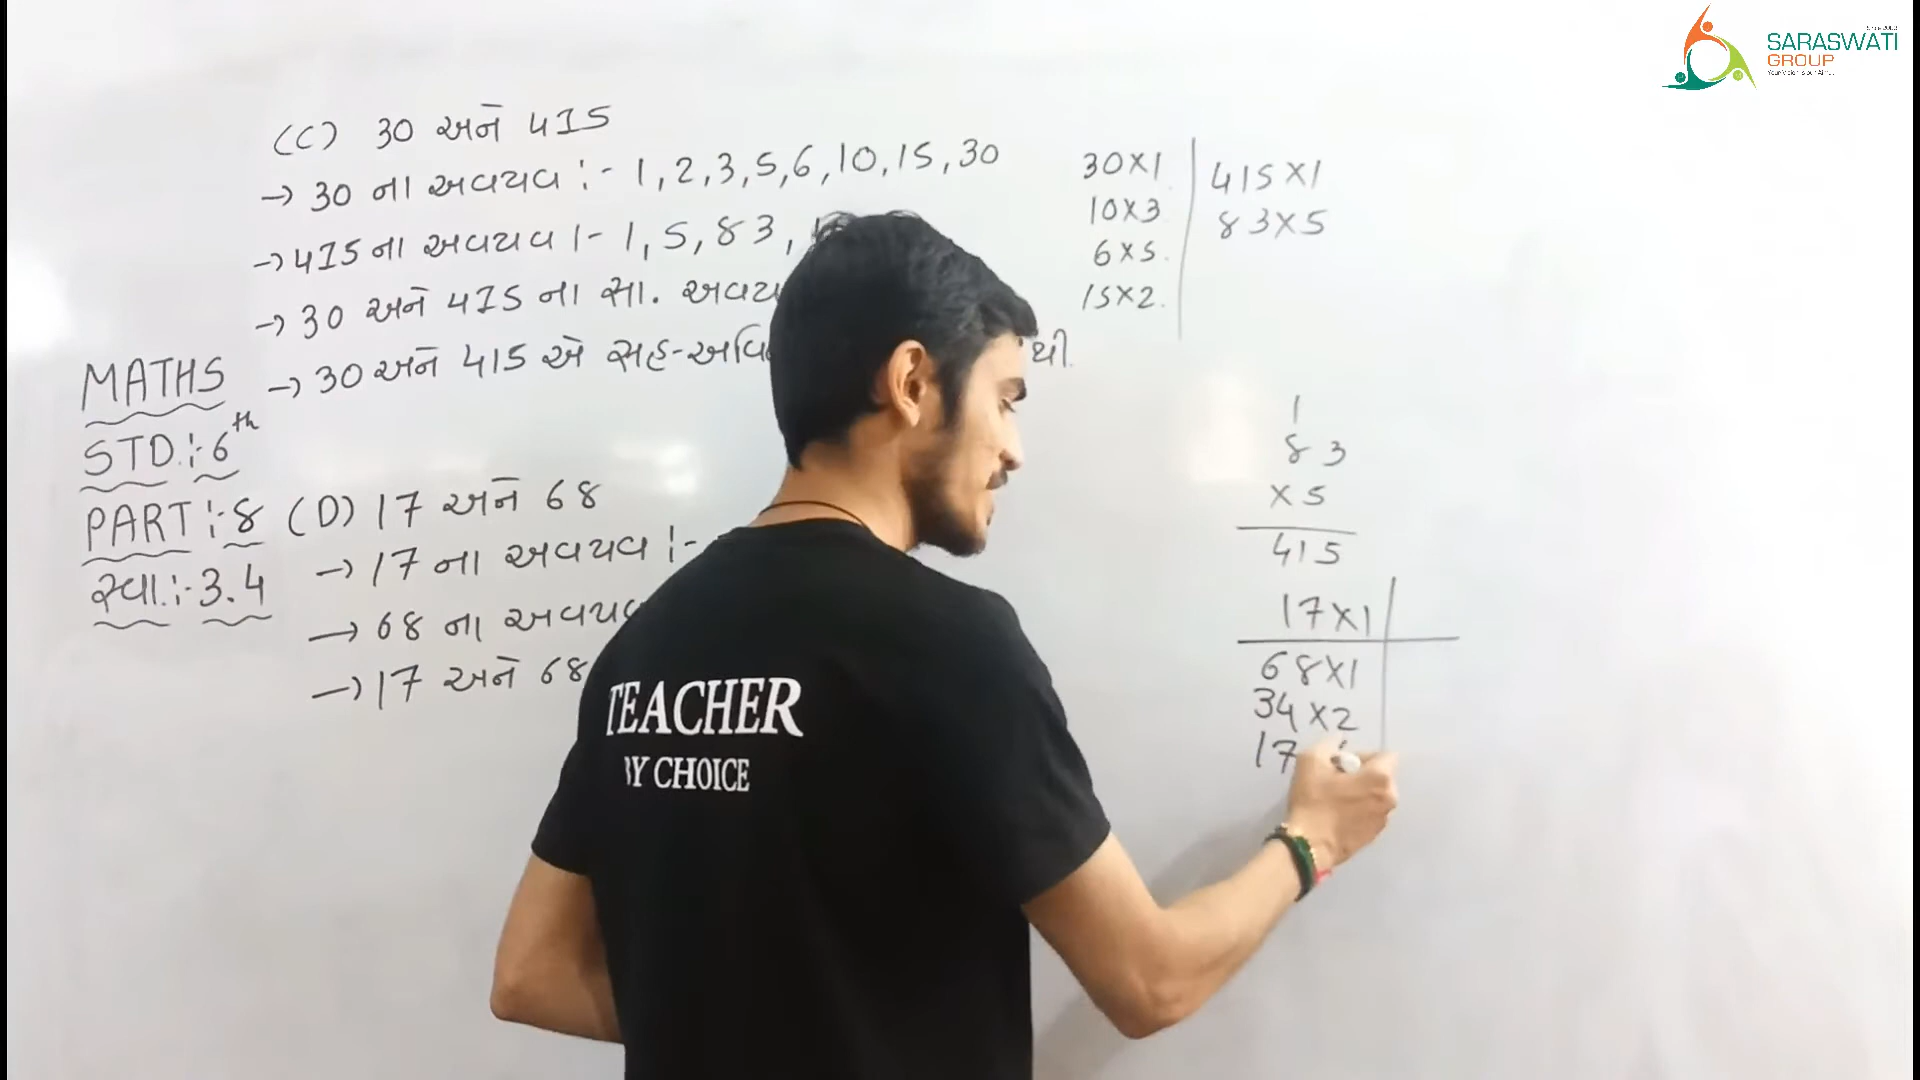 SARASWATI
GROUP
(C) 30 અને 415
→ 30 ના અવયવ :- 1, 2, 3, 5, 6, 10, 15, 30
→ 415 ના અવયવ :- 1, 5, 83,
→ 30 અને 415 ના સા.
→ 30 અને 415 એ
30×1
10×3
6×5
15×2
415×1
83×5
MATHS
STD.:- 6th
PART:- 8
સ્વા.:- 3.4
(D) 17 અને 68
→ 17 ના અવયવ :-
→ 68 ના અવયવ
→ 17 અને 68
1
83
×5
415
17×1
68×1
34×2
17
TEACHER
BY CHOICE